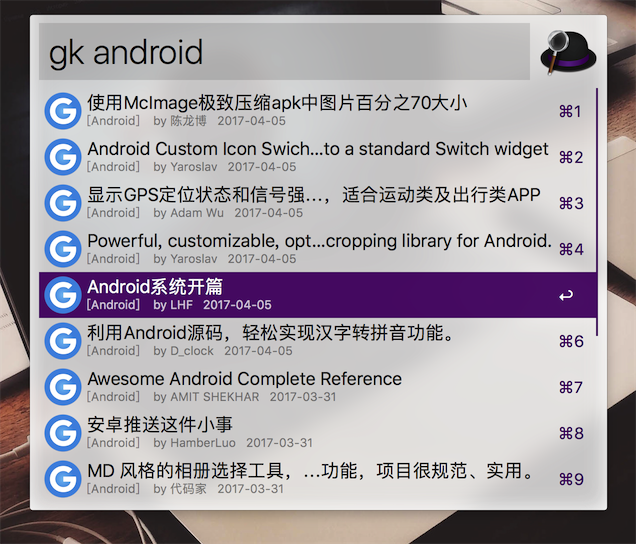 gk android
使用McImage极致压缩apk中图片百分之70大小
⌘1
[Android] by 陈龙博 2017-04-05
Android Custom Icon Swich...to a standard Switch widget
⌘2
[Android] by Yaroslav 2017-04-05
显示GPS定位状态和信号强...，适合运动类及出行类APP
⌘3
[Android] by Adam Wu 2017-04-05
Powerful, customizable, opt...cropping library for Android.
⌘4
[Android] by Yaroslav 2017-04-05
Android系统开篇
↩
[Android] by LHF 2017-04-05
利用Android源码，轻松实现汉字转拼音功能。
⌘6
[Android] by D_clock 2017-04-05
Awesome Android Complete Reference
⌘7
[Android] by AMIT SHEKHAR 2017-03-31
安卓推送这件小事
⌘8
[Android] by HamberLuo 2017-03-31
MD 风格的相册选择工具，...功能，项目很规范、实用。
⌘9
[Android] by 代码家 2017-03-31